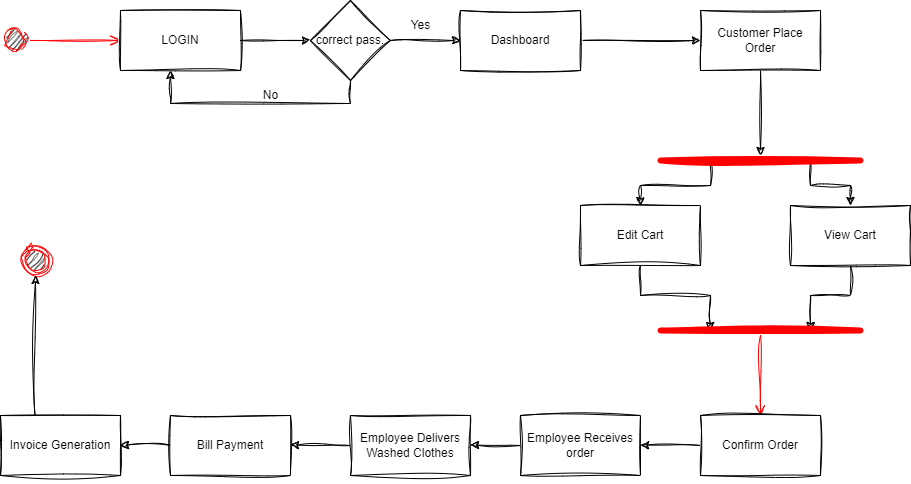 LOGIN
correct pass
Yes
No
Dashboard
Customer Place
Order
Edit Cart
View Cart
Confirm Order
Employee Receives
order
Employee Delivers
Washed Clothes
Bill Payment
Invoice Generation